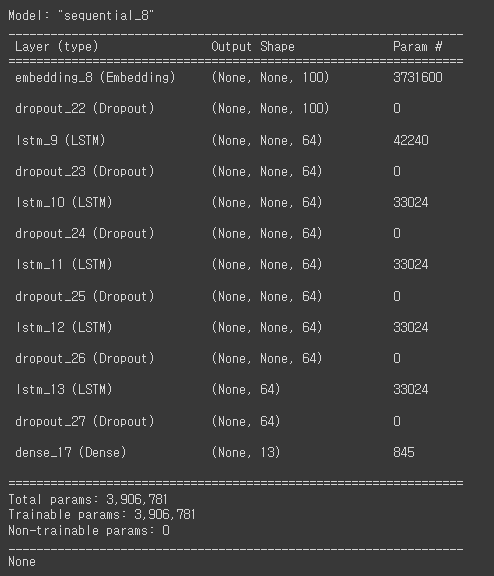 Model: "sequential_8"
_________________________________________________________________
Layer (type) Output Shape Param #
=================================================================
embedding_8 (Embedding) (None, None, 100) 3731600
dropout_22 (Dropout) (None, None, 100) 0
lstm_9 (LSTM) (None, None, 64) 42240
dropout_23 (Dropout) (None, None, 64) 0
lstm_10 (LSTM) (None, None, 64) 33024
dropout_24 (Dropout) (None, None, 64) 0
lstm_11 (LSTM) (None, None, 64) 33024
dropout_25 (Dropout) (None, None, 64) 0
lstm_12 (LSTM) (None, None, 64) 33024
dropout_26 (Dropout) (None, None, 64) 0
lstm_13 (LSTM) (None, 64) 33024
dropout_27 (Dropout) (None, 64) 0
dense_17 (Dense) (None, 13) 845
=================================================================
Total params: 3,906,781
Trainable params: 3,906,781
Non-trainable params: 0
_________________________________________________________________
None